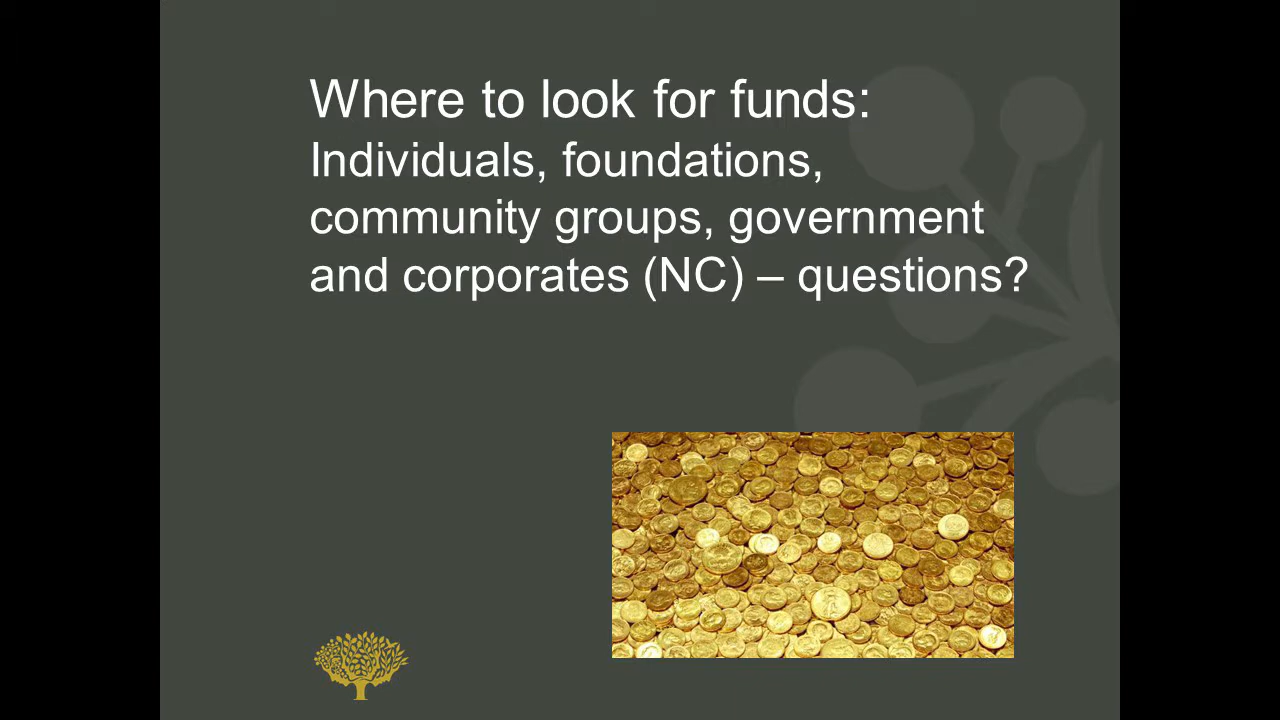 Where to look for funds:
Individuals, foundations,
community groups, government
and corporates (NC) – questions?